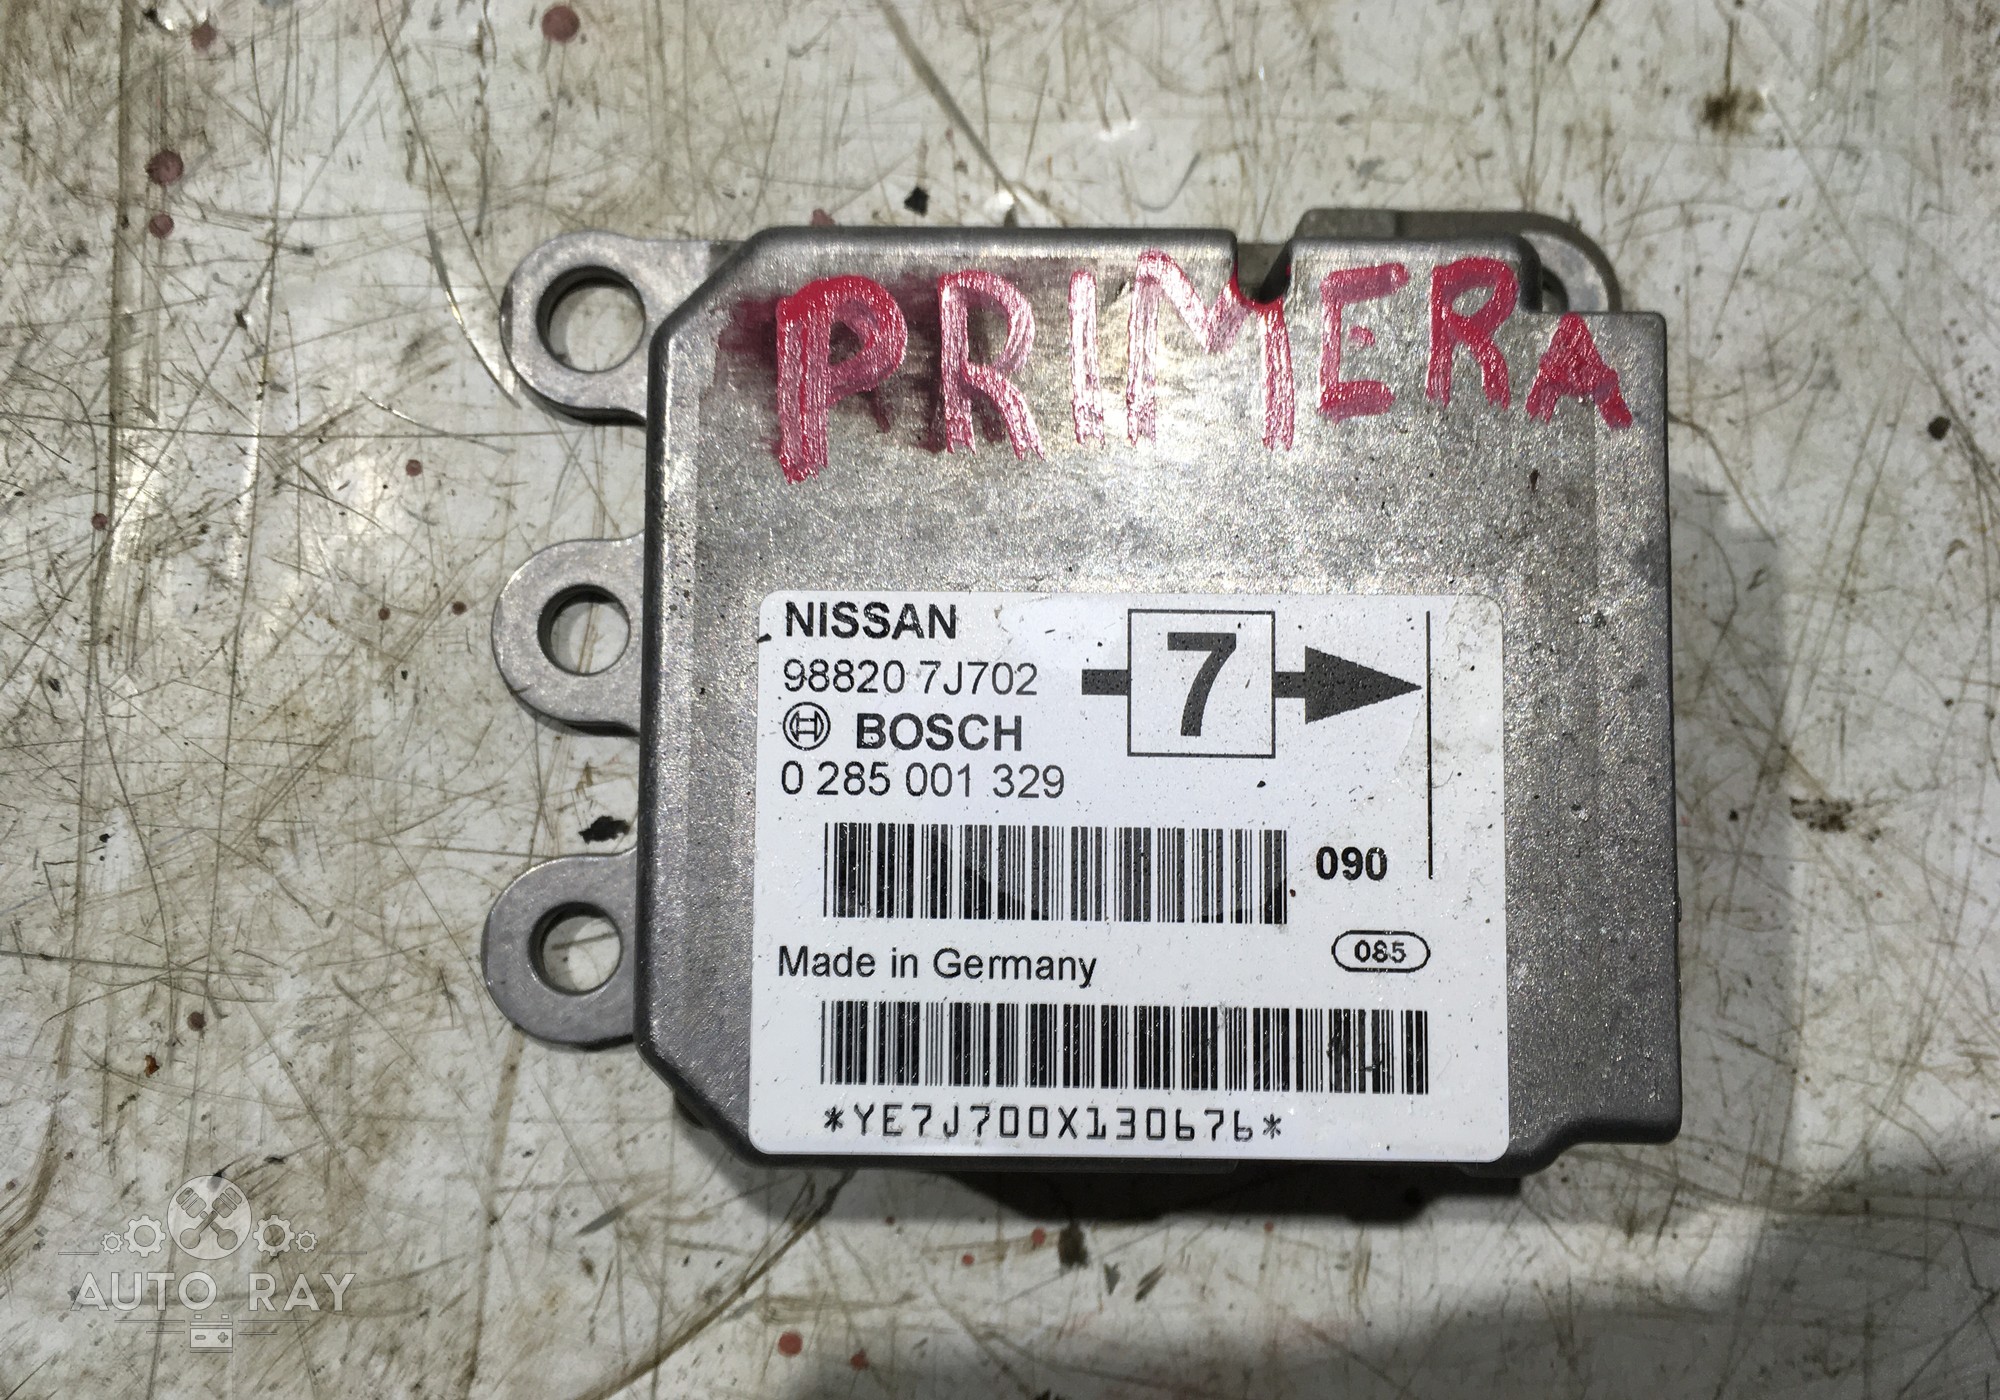 PRIMERA
NISSAN
98820 7J702
7
BOSCH
0 285 001 329
090
Made in Germany
085
*YE7J700X130676*
AUTO RAY